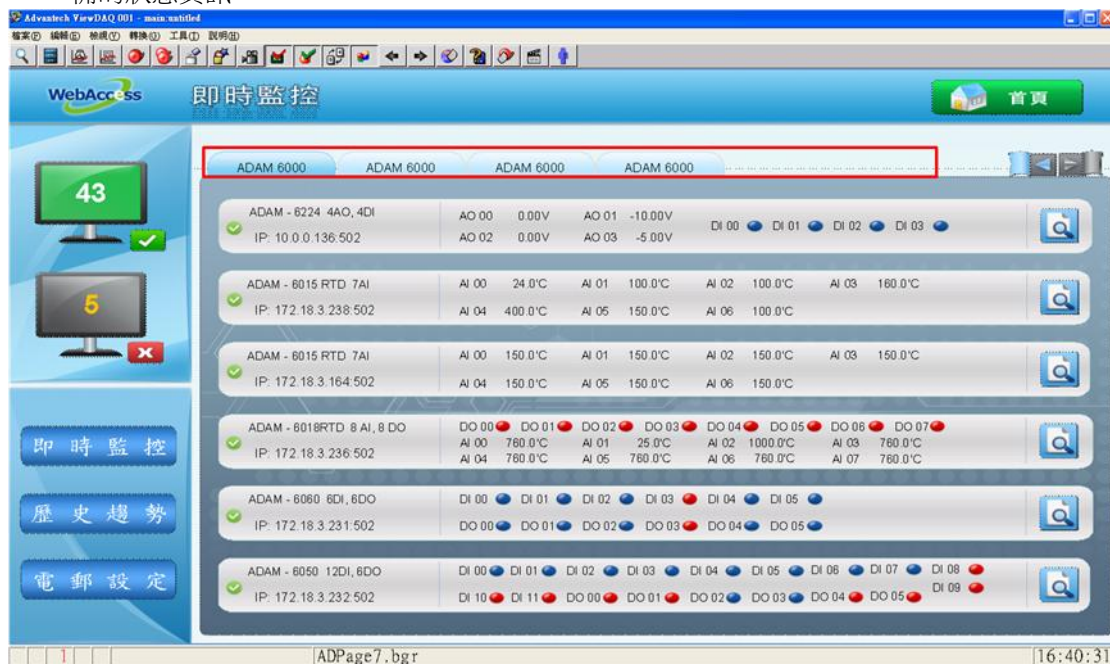 Advantech ViewDAQ 001 - main:untitled
檔案(F) 編輯(E) 檢視(V) 轉換(G) 工具(T) 說明(H)
WebAccess 即時監控 首頁
43
5
即時監控
歷史趨勢
電郵設定
ADAM 6000 ADAM 6000 ADAM 6000 ADAM 6000
ADAM - 6224 4AO, 4DI
IP: 10.0.0.136:502
AO 00 0.00V AO 01 -10.00V
AO 02 0.00V AO 03 -5.00V
DI 00 DI 01 DI 02 DI 03
ADAM - 6015 RTD 7AI
IP: 172.18.3.238:502
AI 00 24.0'C AI 01 100.0'C AI 02 100.0'C AI 03 160.0'C
AI 04 400.0'C AI 05 150.0'C AI 06 100.0'C
ADAM - 6015 RTD 7AI
IP: 172.18.3.164:502
AI 00 150.0'C AI 01 150.0'C AI 02 150.0'C AI 03 150.0'C
AI 04 150.0'C AI 05 150.0'C AI 06 150.0'C
ADAM - 6018RTD 8 AI, 8 DO
IP: 172.18.3.236:502
DO 00 DO 01 DO 02 DO 03 DO 04 DO 05 DO 06 DO 07
AI 00 760.0'C AI 01 25.0'C AI 02 1000.0'C AI 03 760.0'C
AI 04 760.0'C AI 05 760.0'C AI 06 760.0'C AI 07 760.0'C
ADAM - 6060 6DI, 6DO
IP: 172.18.3.231:502
DI 00 DI 01 DI 02 DI 03 DI 04 DI 05
DO 00 DO 01 DO 02 DO 03 DO 04 DO 05
ADAM - 6050 12DI, 6DO
IP: 172.18.3.232:502
DI 00 DI 01 DI 02 DI 03 DI 04 DI 05 DI 06 DI 07 DI 08
DI 09
DI 10 DI 11 DO 00 DO 01 DO 02 DO 03 DO 04 DO 05
1 ADPage7.bgr 16:40:31